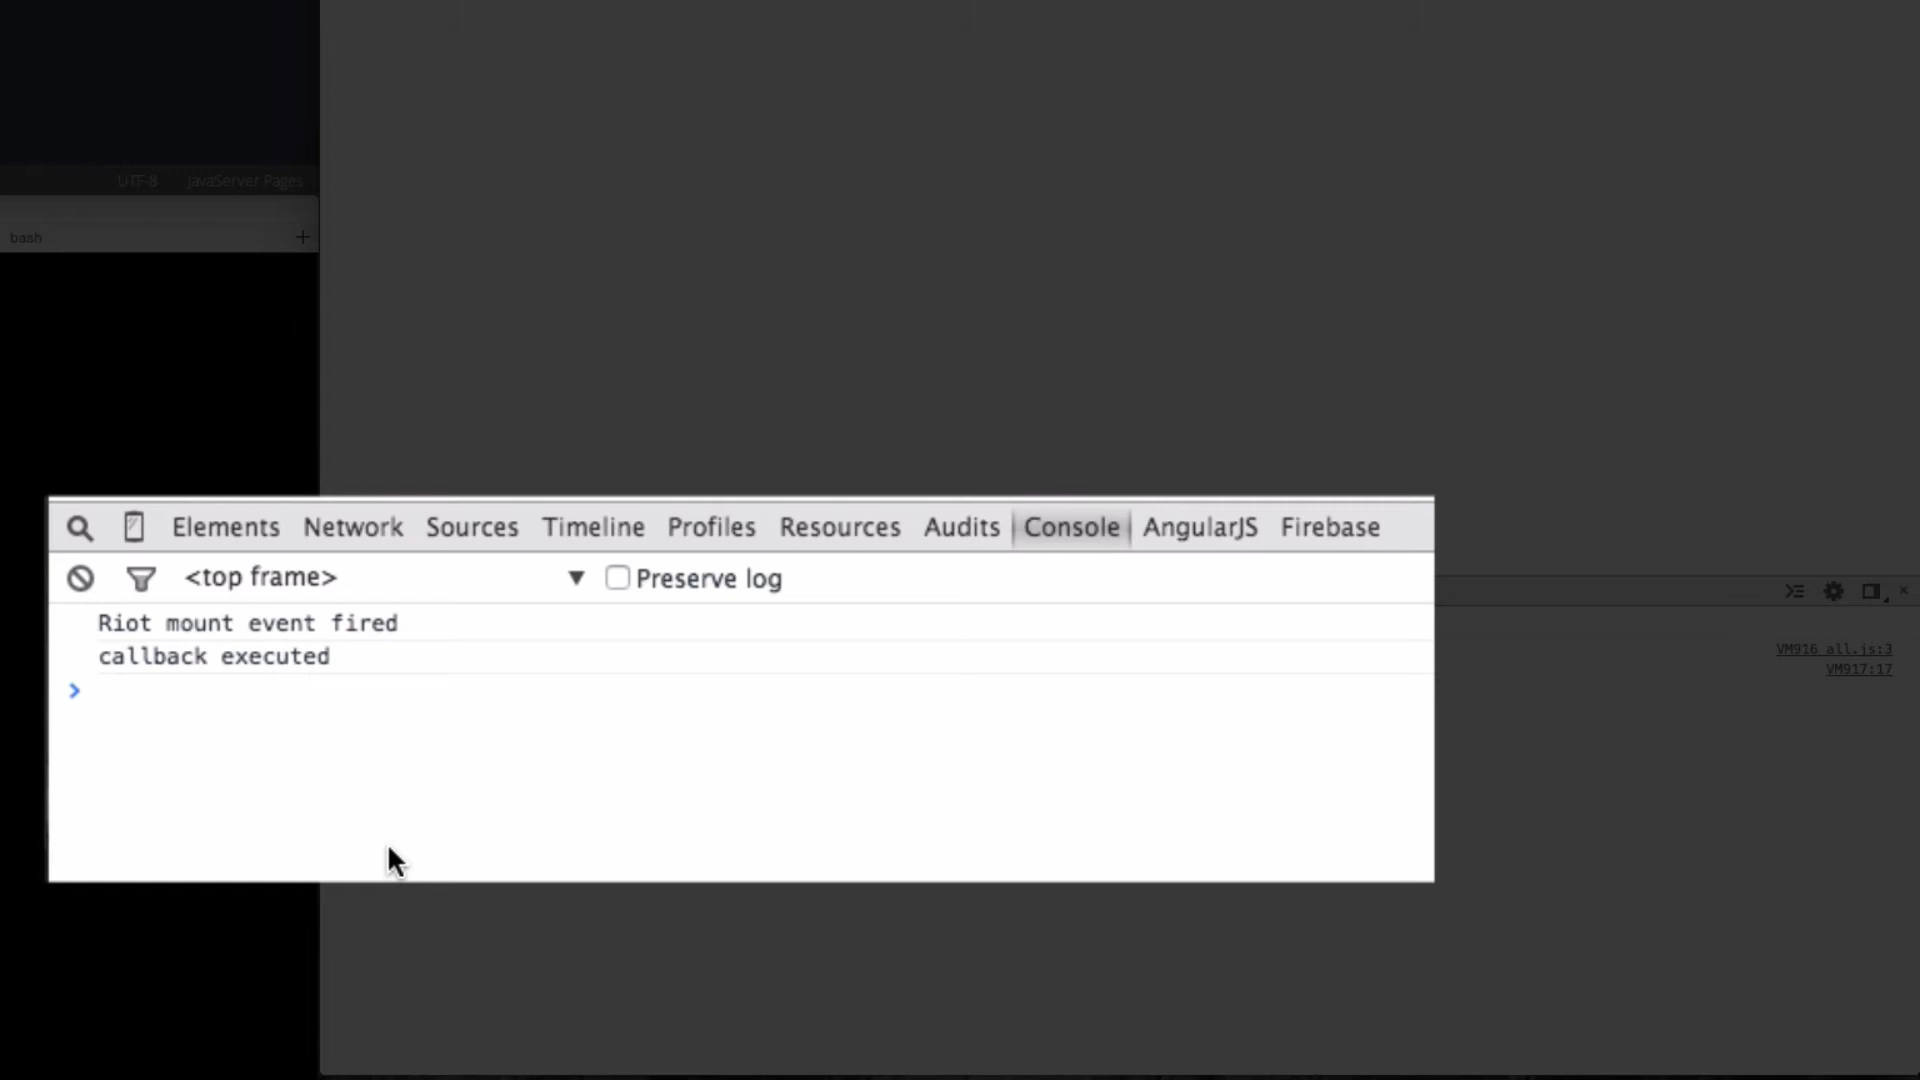 UTF-8 JavaServer Pages
bash +
Elements Network Sources Timeline Profiles Resources Audits Console AngularJS Firebase
<top frame> ▼ Preserve log
Riot mount event fired
callback executed
>
VM916 all.js:3
VM917:17